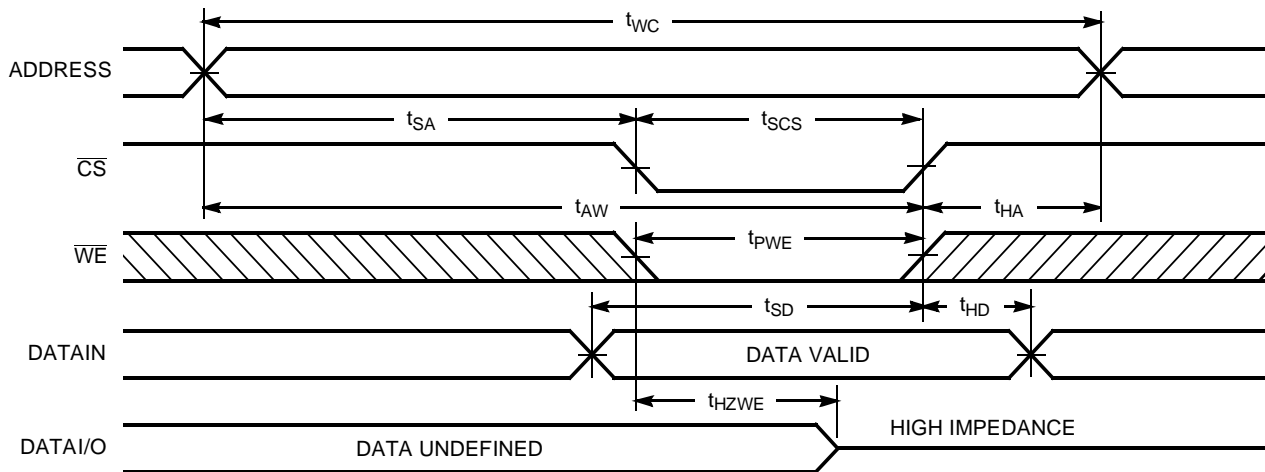 tWC
ADDRESS
tSA
tSCS
CS
tAW
tHA
WE
tPWE
tSD
tHD
DATAIN
DATA VALID
tHZWE
DATAI/O
DATA UNDEFINED
HIGH IMPEDANCE